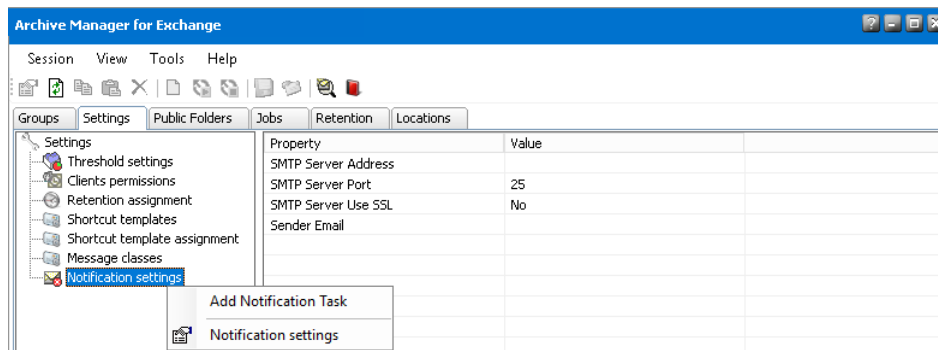 Archive Manager for Exchange
Session View Tools Help
Groups Settings Public Folders Jobs Retention Locations
Settings
Threshold settings
Clients permissions
Retention assignment
Shortcut templates
Shortcut template assignment
Message classes
Notification settings
Property Value
SMTP Server Address
SMTP Server Port 25
SMTP Server Use SSL No
Sender Email
Add Notification Task
Notification settings